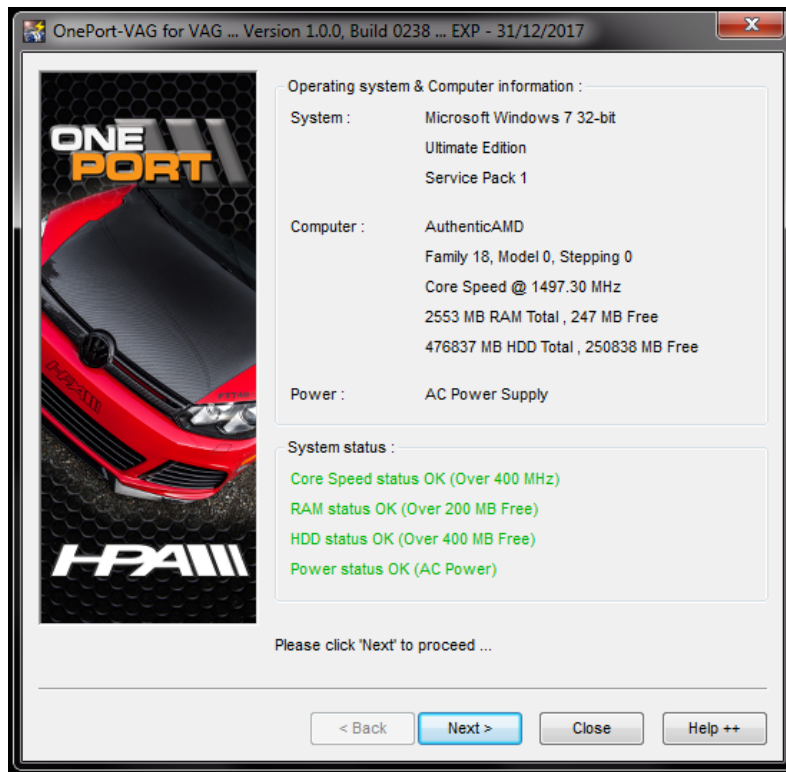 OnePort-VAG for VAG ... Version 1.0.0, Build 0238 ... EXP - 31/12/2017
ONE
PORT
HPA
HPA
Operating system & Computer information :
System : Microsoft Windows 7 32-bit
Ultimate Edition
Service Pack 1
Computer : AuthenticAMD
Family 18, Model 0, Stepping 0
Core Speed @ 1497.30 MHz
2553 MB RAM Total , 247 MB Free
476837 MB HDD Total , 250838 MB Free
Power : AC Power Supply
System status :
Core Speed status OK (Over 400 MHz)
RAM status OK (Over 200 MB Free)
HDD status OK (Over 400 MB Free)
Power status OK (AC Power)
Please click 'Next' to proceed ...
< Back Next > Close Help ++